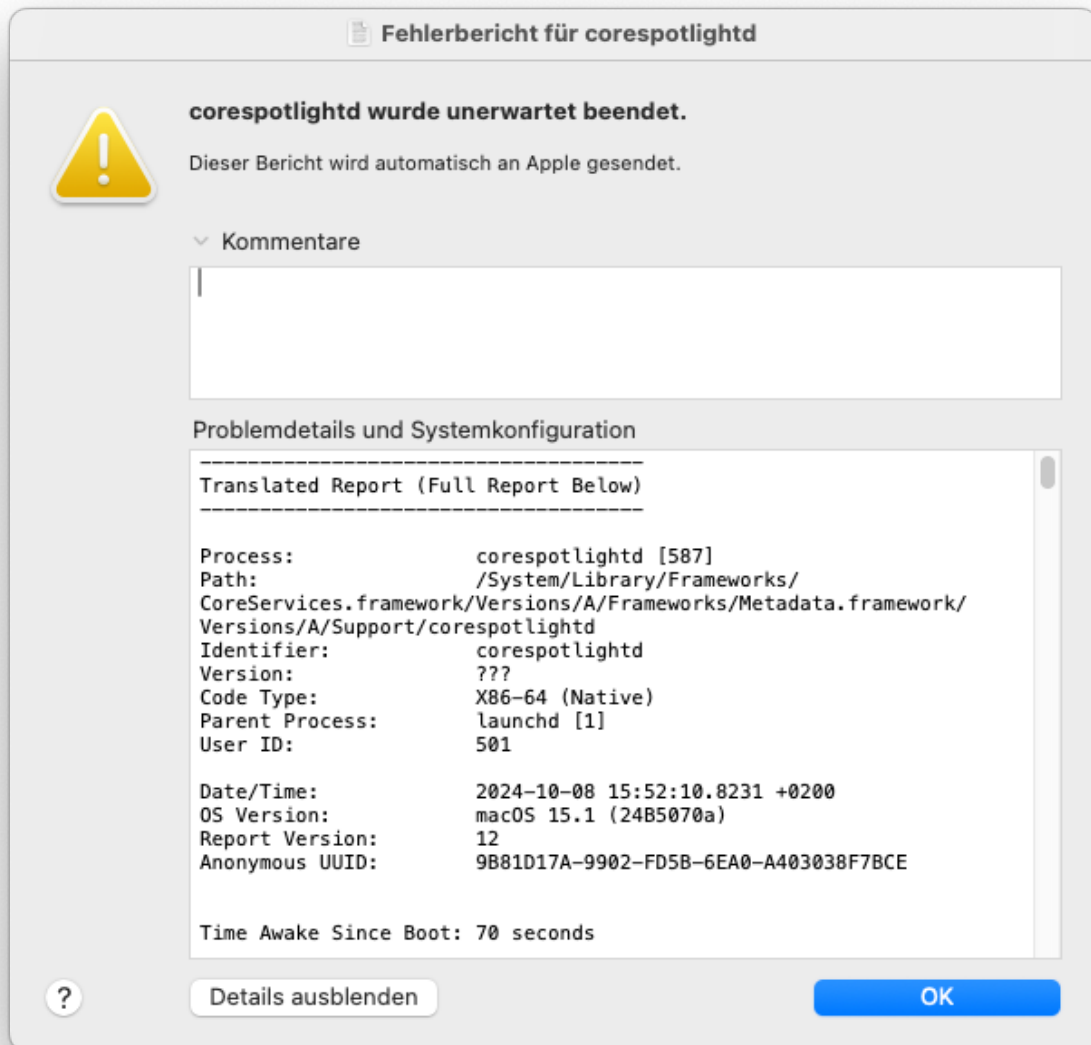 Fehlerbericht für corespotlightd
corespotlightd wurde unerwartet beendet.
Dieser Bericht wird automatisch an Apple gesendet.
Kommentare
Problemdetails und Systemkonfiguration
-------------------------------------
Translated Report (Full Report Below)
-------------------------------------
Process: corespotlightd [587]
Path: /System/Library/Frameworks/
CoreServices.framework/Versions/A/Frameworks/Metadata.framework/
Versions/A/Support/corespotlightd
Identifier: corespotlightd
Version: ???
Code Type: X86-64 (Native)
Parent Process: launchd [1]
User ID: 501
Date/Time: 2024-10-08 15:52:10.8231 +0200
OS Version: macOS 15.1 (24B5070a)
Report Version: 12
Anonymous UUID: 9B81D17A-9902-FD5B-6EA0-A403038F7BCE
Time Awake Since Boot: 70 seconds
? Details ausblenden OK